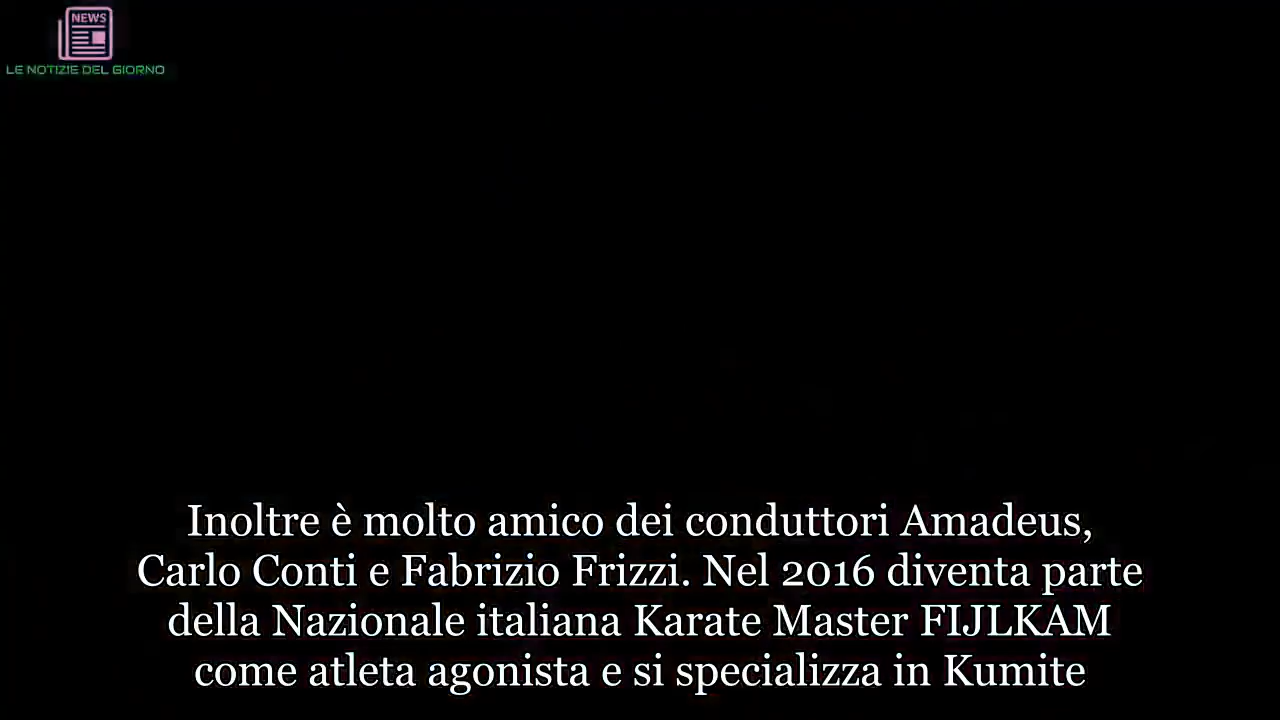 NEWS
LE NOTIZIE DEL GIORNO
Inoltre è molto amico dei conduttori Amadeus,
Carlo Conti e Fabrizio Frizzi. Nel 2016 diventa parte
della Nazionale italiana Karate Master FIJLKAM
come atleta agonista e si specializza in Kumite